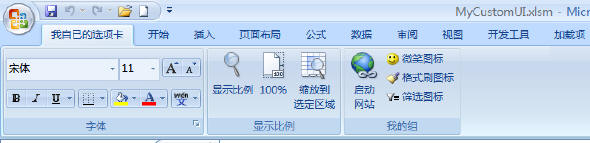 MyCustomUI.xlsm - Micr
我自己的选项卡 开始 插入 页面布局 公式 数据 审阅 视图 开发工具 加载项
宋体 11 A A
B I U A wén 文
显示比例 100% 缩放到 选定区域
启动 网站
微笑图标
格式刷图标
筛选图标
字体 显示比例 我的组